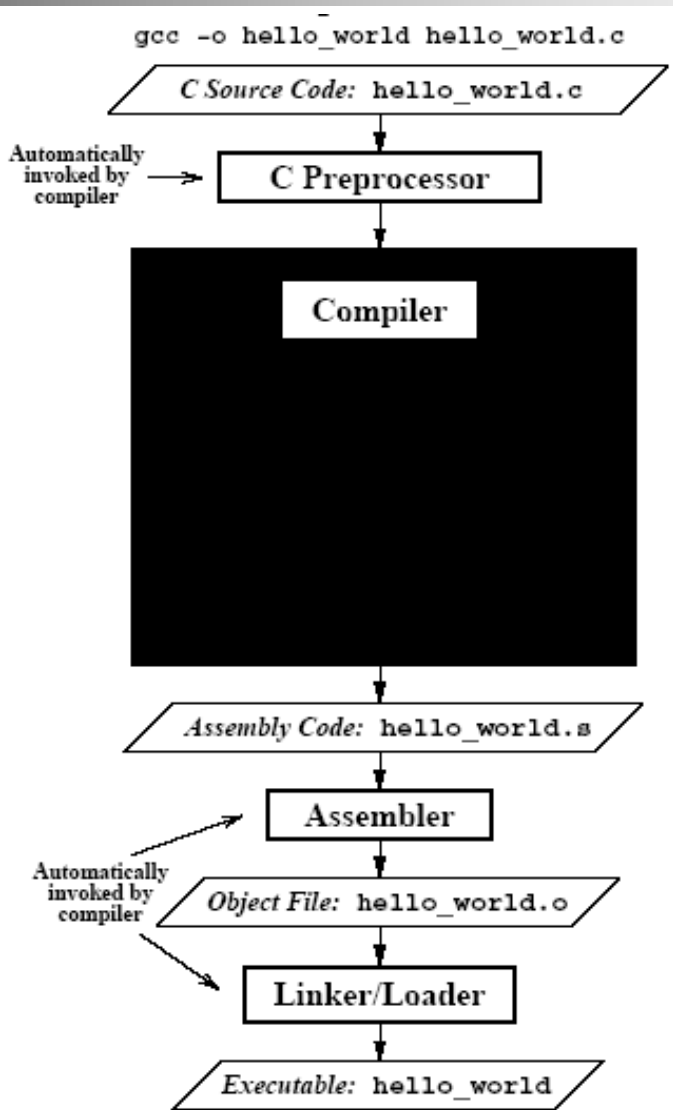 gcc -o hello_world hello_world.c
C Source Code: hello_world.c
Automatically
invoked by
compiler
C Preprocessor
Compiler
Assembly Code: hello_world.s
Assembler
Automatically
invoked by
compiler
Object File: hello_world.o
Linker/Loader
Executable: hello_world